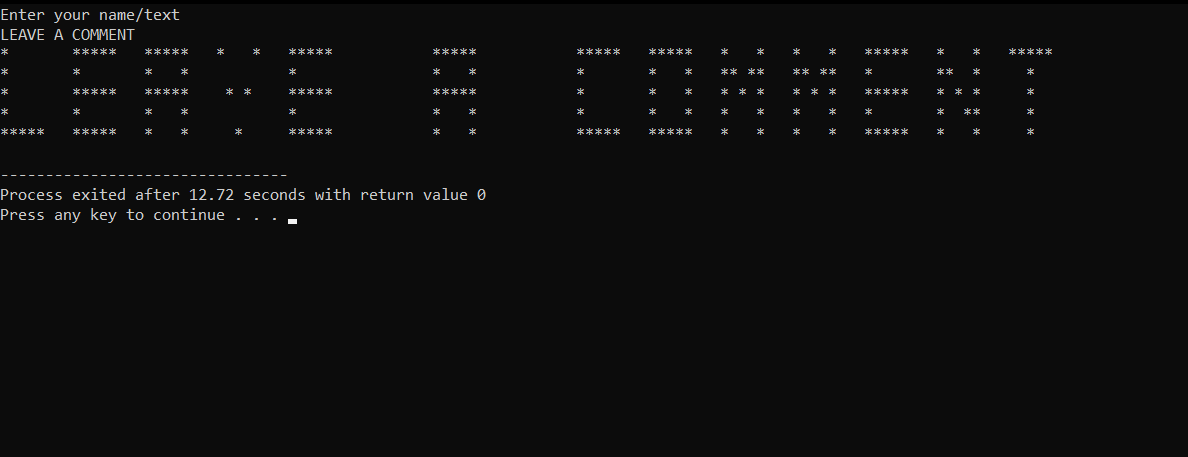 Enter your name/text
LEAVE A COMMENT
*       *****   *****   *   *   *****           *****           *****   *****   *   *   *   *   *****   *   *   *****
*       *       *   *           *               *   *           *       *   *   ** **   ** **   *       **  *     *
*       *****   *****    * *    *****           *****           *       *   *   * * *   * * *   *****   * * *     *
*       *       *   *           *               *   *           *       *   *   *   *   *   *   *       *  **     *
*****   *****   *   *     *     *****           *   *           *****   *****   *   *   *   *   *****   *   *     *
--------------------------------
Process exited after 12.72 seconds with return value 0
Press any key to continue . . .